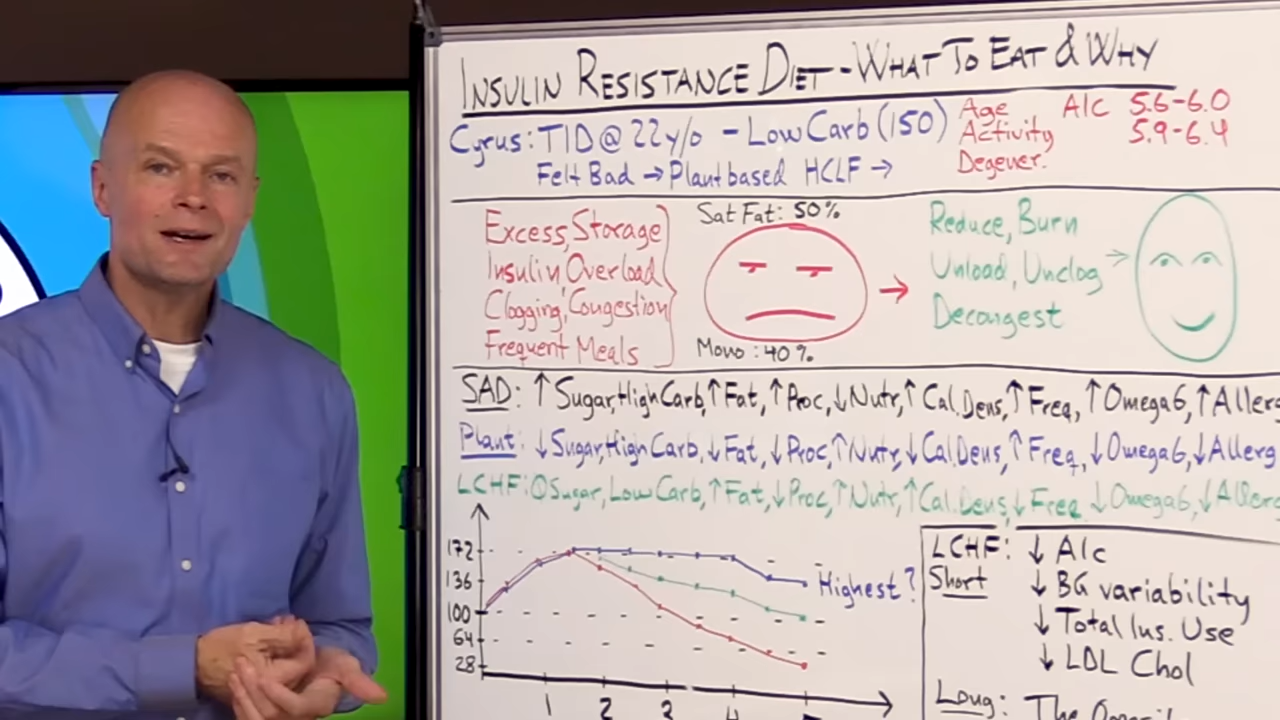 INSULIN RESISTANCE DIET - WHAT TO EAT & WHY
Cyrus: T1D @ 22 y/o - Low Carb (150)
Felt Bad → Plant based HCLF →
Age
Activity
Degener.
A1c 5.6-6.0
5.9-6.4
Excess, Storage
Insulin Overload
Clogging, Congestion
Frequent Meals
Sat Fat: 50%
Mono: 40%
→
Reduce, Burn
Unload, Unclog →
Decongest
SAD: ↑Sugar, High Carb, ↑Fat, ↑Proc, ↓Nutr, ↑Cal. Dens, ↑Freq, ↑Omega6, ↑Allerg
Plant: ↓Sugar, High Carb, ↓Fat, ↓Proc, ↑Nutr, ↓Cal. Dens, ↑Freq, ↓Omega6, ↓Allerg
LCHF: 0 Sugar, Low Carb, ↑Fat, ↓Proc, ↑Nutr, ↑Cal. Dens, ↓Freq ↓Omega6, ↓Allerg
172
136
100
64
28
1 2 3
Highest?
LCHF: ↓ A1c
Short ↓ BG variability
↓ Total Ins. Use
↓ LDL Chol
Long: The